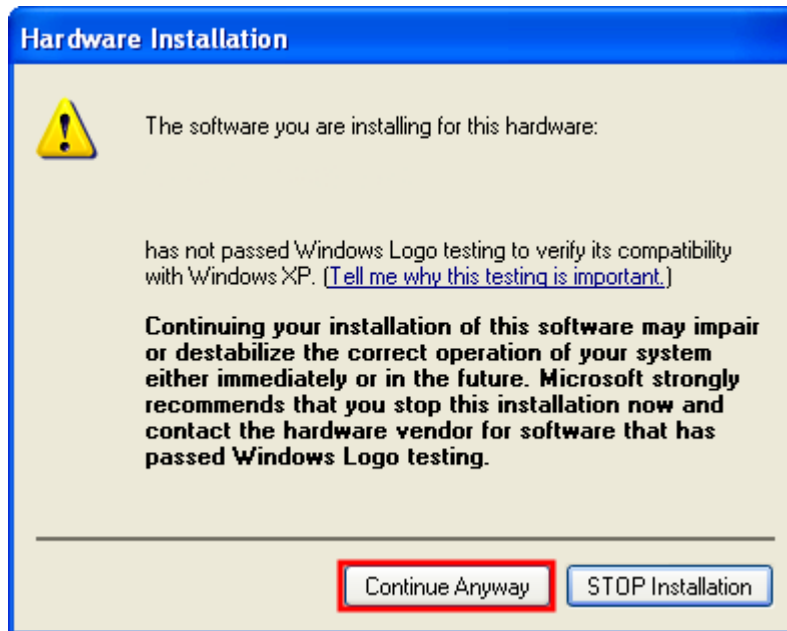 Hardware Installation
The software you are installing for this hardware:
has not passed Windows Logo testing to verify its compatibility
with Windows XP. (Tell me why this testing is important.)
Continuing your installation of this software may impair
or destabilize the correct operation of your system
either immediately or in the future. Microsoft strongly
recommends that you stop this installation now and
contact the hardware vendor for software that has
passed Windows Logo testing.
Continue Anyway
STOP Installation